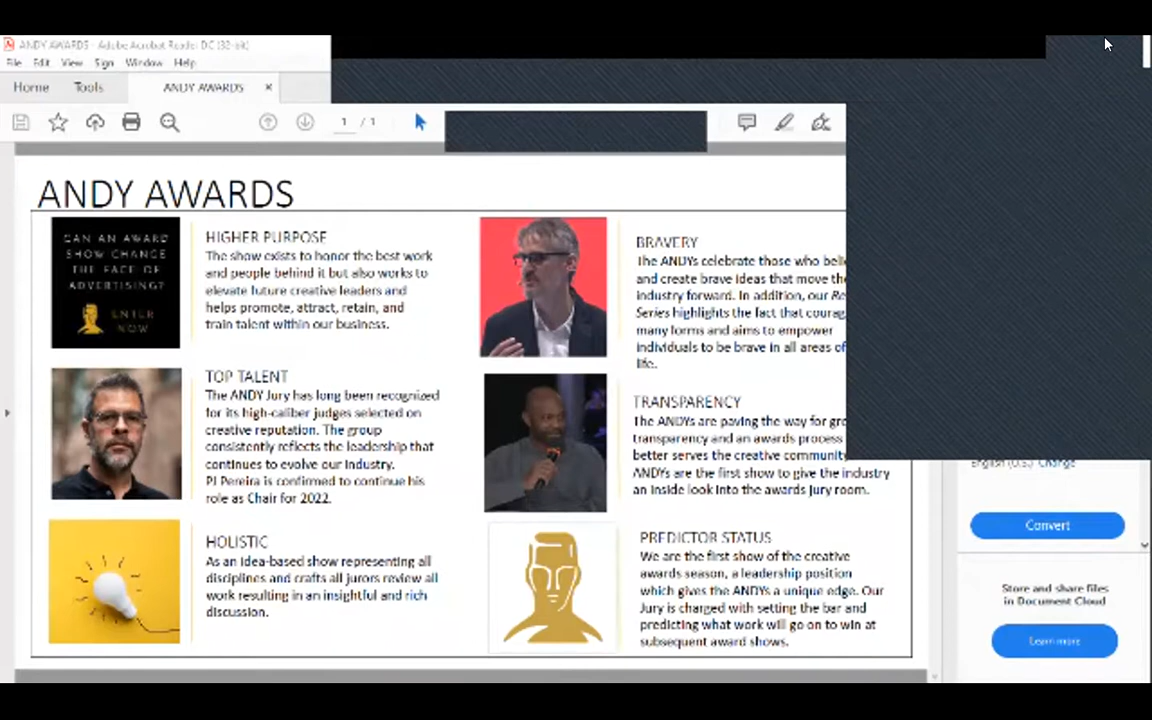 ANDY AWARDS - Adobe Acrobat Reader DC (32-bit)
File Edit View Sign Window Help
Home Tools ANDY AWARDS ×
1 / 1
ANDY AWARDS
CAN AN AWARD
SHOW CHANGE
THE FACE OF
ADVERTISING?
ENTER
NOW
HIGHER PURPOSE
The show exists to honor the best work
and people behind it but also works to
elevate future creative leaders and
helps promote, attract, retain, and
train talent within our business.
TOP TALENT
The ANDY Jury has long been recognized
for its high-caliber judges selected on
creative reputation. The group
consistently reflects the leadership that
continues to evolve our industry.
PJ Pereira is confirmed to continue his
role as Chair for 2022.
HOLISTIC
As an idea-based show representing all
disciplines and crafts all jurors review all
work resulting in an insightful and rich
discussion.
BRAVERY
The ANDYs celebrate those who
and create brave ideas that move
industry forward. In addition, our
Series highlights the fact that
many forms and aims to empower
individuals to be brave in all areas of
life.
TRANSPARENCY
The ANDYs are paving the way for
transparency and an awards process
better serves the creative community
ANDYs are the first show to give the industry
an inside look into the awards jury room.
PREDICTOR STATUS
We are the first show of the creative
awards season, a leadership position
which gives the ANDYs a unique edge. Our
Jury is charged with setting the bar and
predicting what work will go on to win at
subsequent award shows.
English (U.S.) Change
Convert
Store and share files
in Document Cloud
Learn more